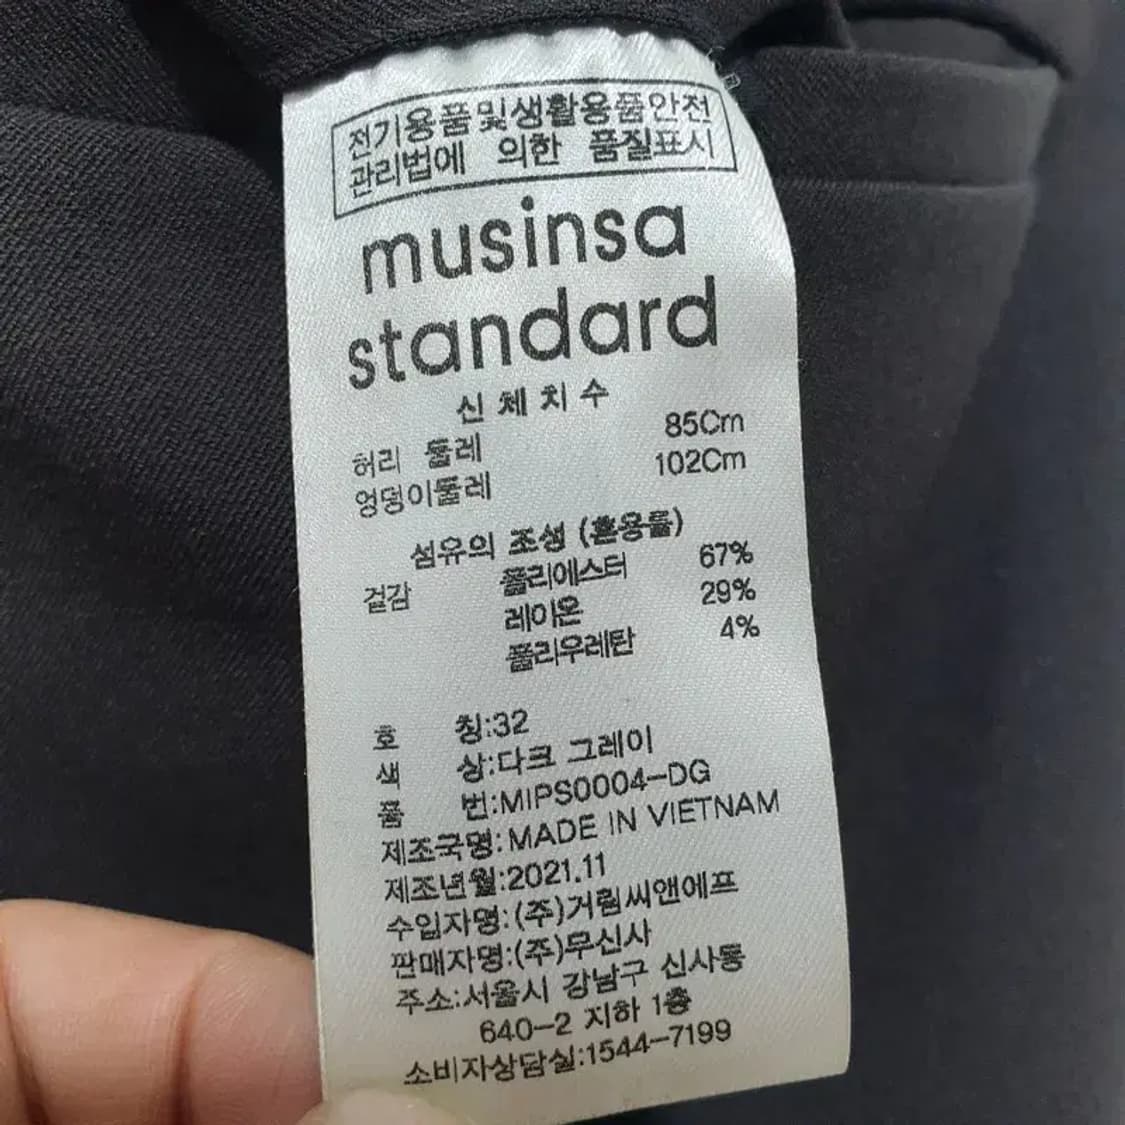 전기용품및생활용품안전
관리법에 의한 품질표시
musinsa
standard
신체치수
허리 둘레 85Cm
엉덩이둘레 102Cm
섬유의 조성 (혼용률)
겉감 폴리에스터 67%
레이온 29%
폴리우레탄 4%
호 칭:32
색 상:다크 그레이
품 번:MIPS0004-DG
제조국명:MADE IN VIETNAM
제조년월:2021.11
수입자명:(주)거림씨앤에프
판매자명:(주)무신사
주소:서울시 강남구 신사동
640-2 지하 1층
소비자상담실:1544-7199